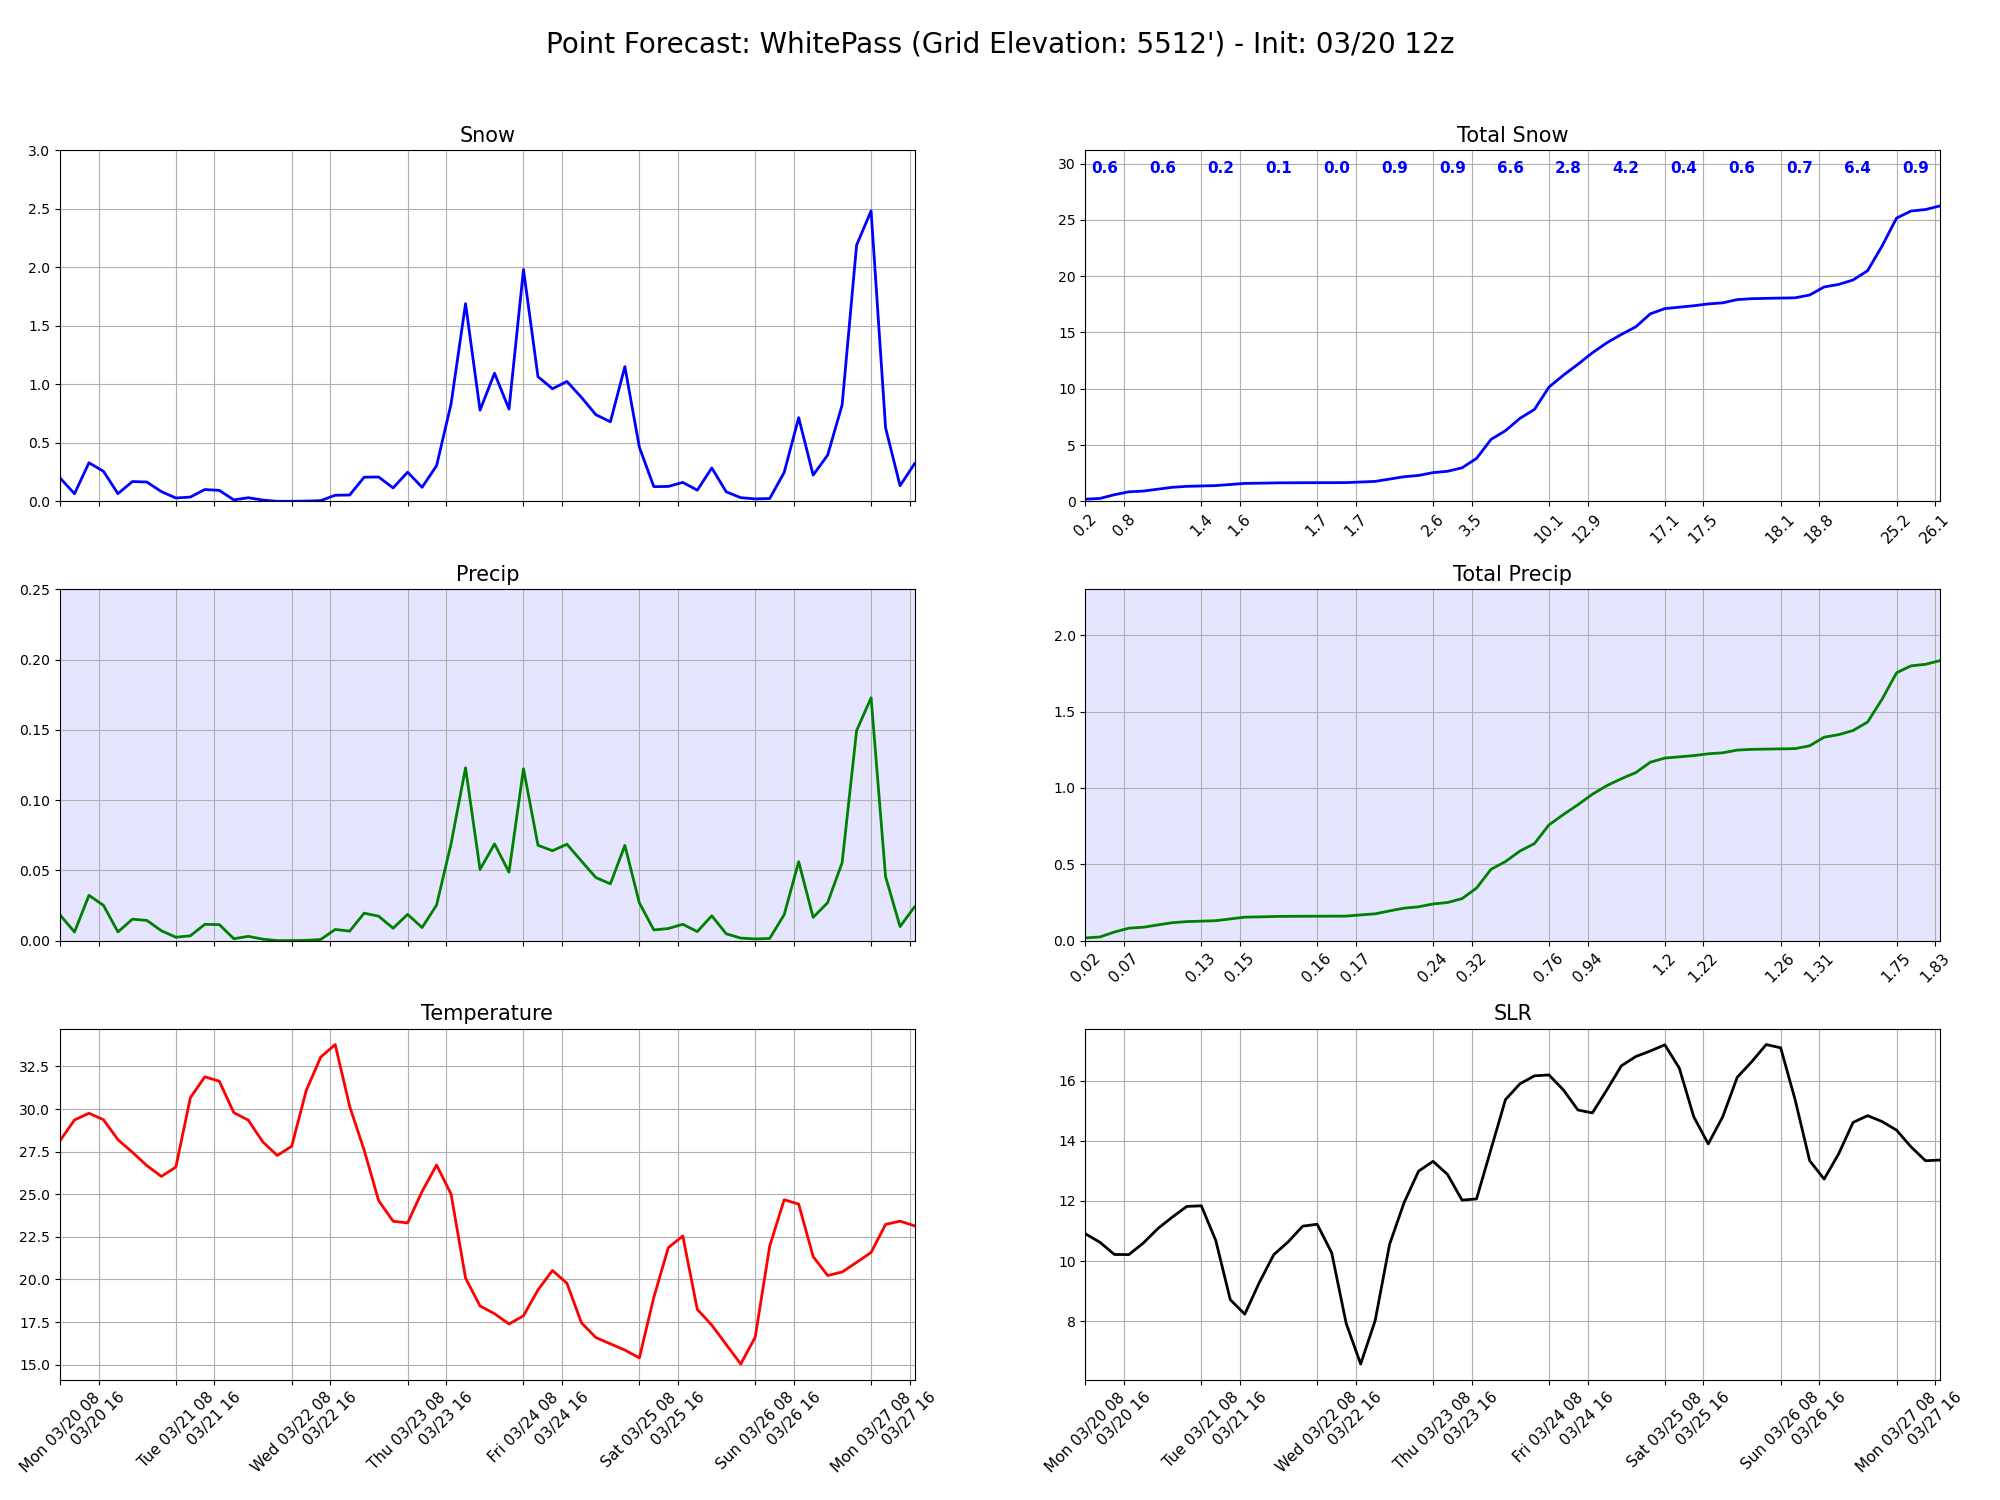 Point Forecast: WhitePass (Grid Elevation: 5512') - Init: 03/20 12z
Snow
3.0
2.5
2.0
1.5
1.0
0.5
0.0
Total Snow
0.6 0.6 0.2 0.1 0.0 0.9 0.9 6.6 2.8 4.2 0.4 0.6 0.7 6.4 0.9
30
25
20
15
10
5
0
0.2 0.8 1.4 1.6 1.7 1.7 2.6 3.5 10.1 12.9 17.1 17.5 18.1 18.8 25.2 26.1
Precip
0.25
0.20
0.15
0.10
0.05
0.00
Total Precip
2.0
1.5
1.0
0.5
0.0
0.02 0.07 0.13 0.15 0.16 0.17 0.24 0.32 0.76 0.94 1.2 1.22 1.26 1.31 1.75 1.83
Temperature
32.5
30.0
27.5
25.0
22.5
20.0
17.5
15.0
Mon 03/20 08
03/20 16
Tue 03/21 08
03/21 16
Wed 03/22 08
03/22 16
Thu 03/23 08
03/23 16
Fri 03/24 08
03/24 16
Sat 03/25 08
03/25 16
Sun 03/26 08
03/26 16
Mon 03/27 08
03/27 16
SLR
16
14
12
10
8
Mon 03/20 08
03/20 16
Tue 03/21 08
03/21 16
Wed 03/22 08
03/22 16
Thu 03/23 08
03/23 16
Fri 03/24 08
03/24 16
Sat 03/25 08
03/25 16
Sun 03/26 08
03/26 16
Mon 03/27 08
03/27 16